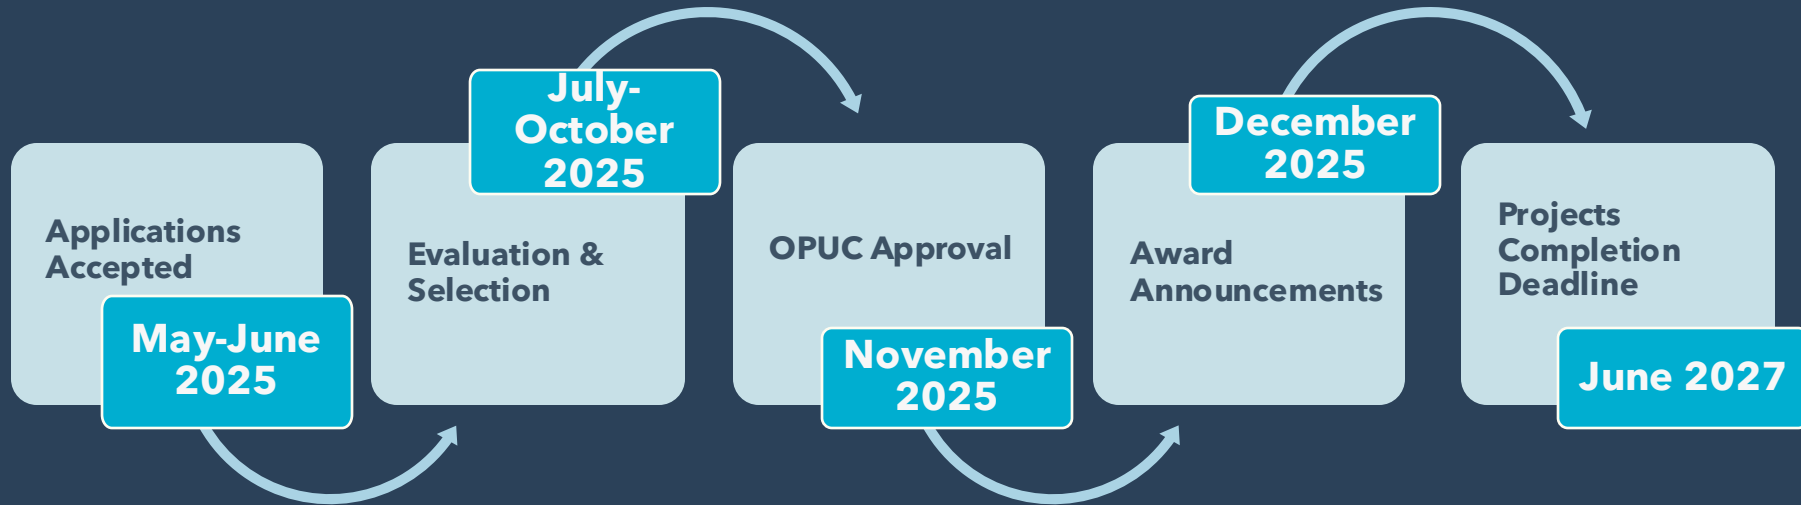 Applications
Accepted
May-June
2025
Evaluation &
Selection
July-
October
2025
OPUC Approval
November
2025
Award
Announcements
December
2025
Projects
Completion
Deadline
June 2027